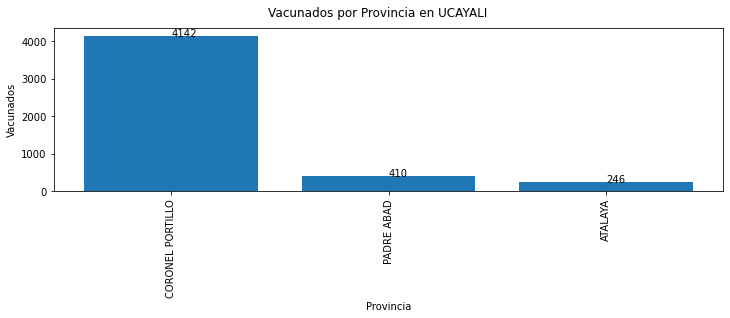 Vacunados por Provincia en UCAYALI
Vacunados
4000
3000
2000
1000
0
4142
410
246
CORONEL PORTILLO
PADRE ABAD
ATALAYA
Provincia